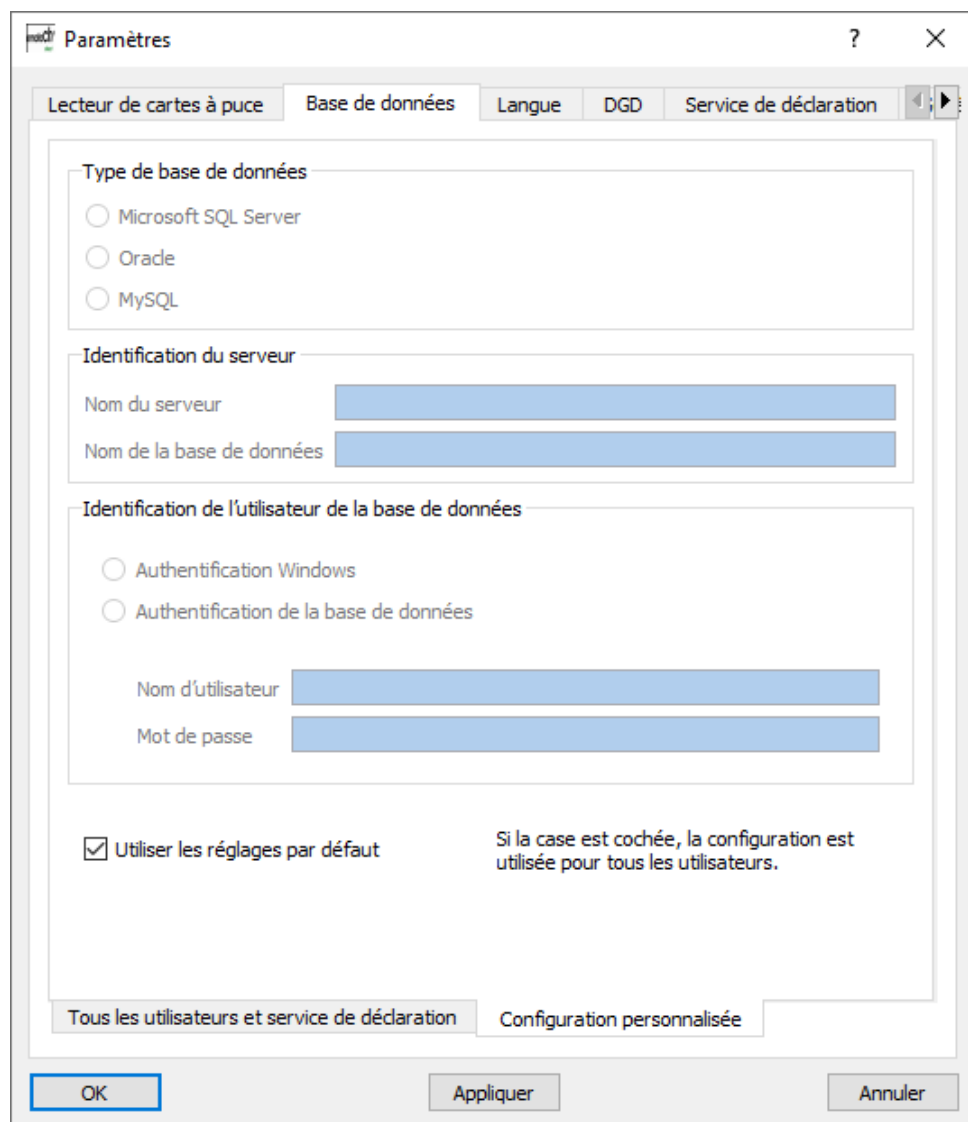 Paramètres
?
Lecteur de cartes à puce
Base de données
Langue
DGD
Service de déclaration
Type de base de données
Microsoft SQL Server
Oracle
MySQL
Identification du serveur
Nom du serveur
Nom de la base de données
Identification de l'utilisateur de la base de données
Authentification Windows
Authentification de la base de données
Nom d'utilisateur
Mot de passe
Utiliser les réglages par défaut
Si la case est cochée, la configuration est
utilisée pour tous les utilisateurs.
Tous les utilisateurs et service de déclaration
Configuration personnalisée
OK
Appliquer
Annuler